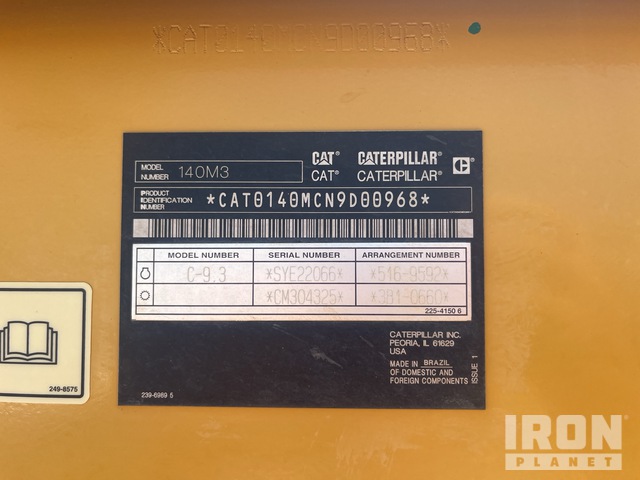 *CAT0140MCN9D00968*
MODEL NUMBER 140M3
CAT® CATERPILLAR®
CAT® CATERPILLAR®
PRODUCT IDENTIFICATION NUMBER *CAT0140MCN9D00968*
MODEL NUMBER SERIAL NUMBER ARRANGEMENT NUMBER
C-9.3 *SYE22066* *516-9592*
*CM304325* *381-0660*
225-4150 6
CATERPILLAR INC.
PEORIA, IL 61629
USA
MADE IN BRAZIL
OF DOMESTIC AND
FOREIGN COMPONENTS
ISSUE 1
239-6969 5
249-8575
IRON
PLANET